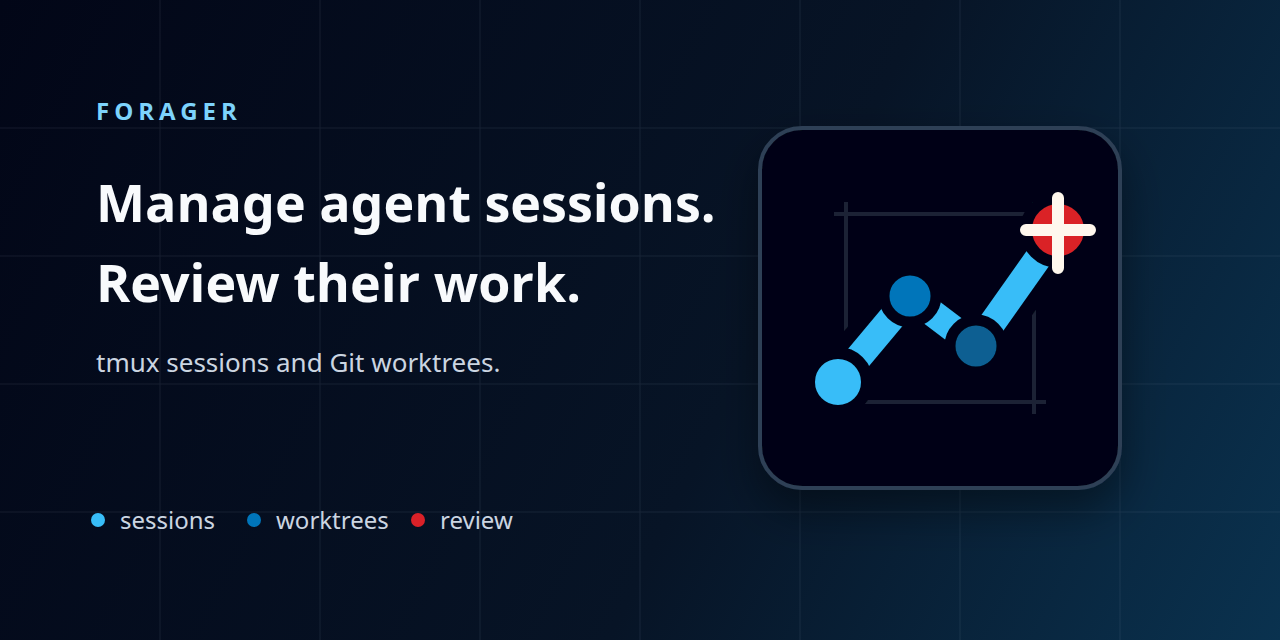 FORAGER
Manage agent sessions.
Review their work.
tmux sessions and Git worktrees.
sessions worktrees review